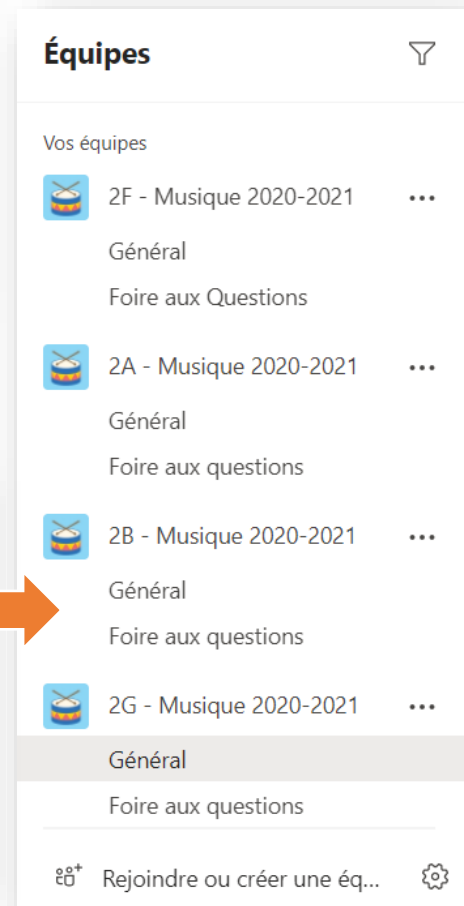 Équipes
Vos équipes
2F - Musique 2020-2021
Général
Foire aux Questions
2A - Musique 2020-2021
Général
Foire aux questions
2B - Musique 2020-2021
Général
Foire aux questions
2G - Musique 2020-2021
Général
Foire aux questions
Rejoindre ou créer une éq...